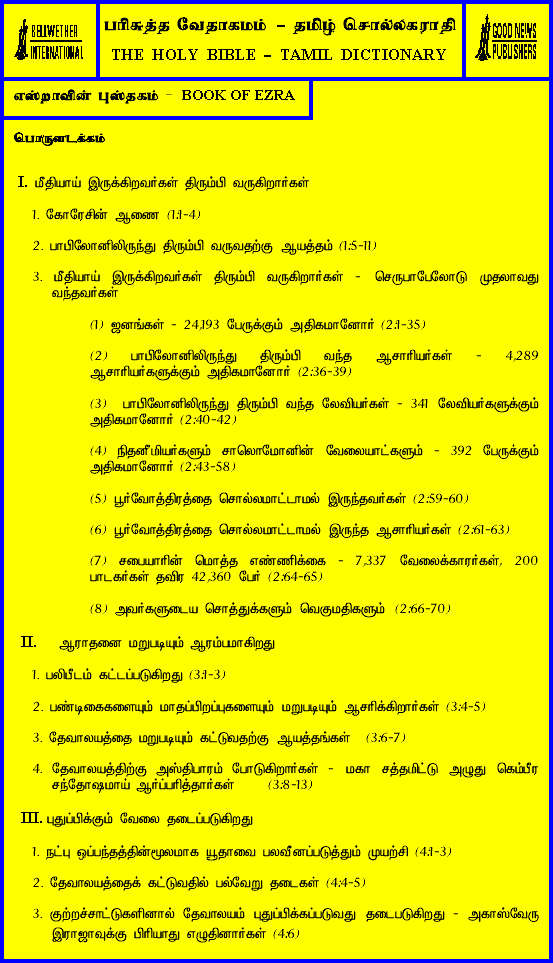 BELLWETHER
INTERNATIONAL
பரிசுத்த வேதாகமம் – தமிழ் சொல்லகராதி
THE HOLY BIBLE – TAMIL DICTIONARY
GOOD NEWS
PUBLISHERS
எஸ்றாவின் புஸ்தகம் - BOOK OF EZRA
பொருளடக்கம்
I. மீதியாய் இருக்கிறவர்கள் திரும்பி வருகிறார்கள்
1. கோரேசின் ஆணை (1:1-4)
2. பாபிலோனிலிருந்து திரும்பி வருவதற்கு ஆயத்தம் (1:5-11)
3. மீதியாய் இருக்கிறவர்கள் திரும்பி வருகிறார்கள் - செருபாபேலோடு முதலாவது
வந்தவர்கள்
(1) ஜனங்கள் - 24,193 பேருக்கும் அதிகமானோர் (2:1-35)
(2) பாபிலோனிலிருந்து திரும்பி வந்த ஆசாரியர்கள் - 4,289
ஆசாரியர்களுக்கும் அதிகமானோர் (2:36-39)
(3) பாபிலோனிலிருந்து திரும்பி வந்த லேவியர்கள் - 341 லேவியர்களுக்கும்
அதிகமானோர் (2:40-42)
(4) நிதனீமியர்களும் சாலொமோனின் வேலையாட்களும் - 392 பேருக்கும்
அதிகமானோர் (2:43-58)
(5) பூர்வோத்திரத்தை சொல்லமாட்டாமல் இருந்தவர்கள் (2:59-60)
(6) பூர்வோத்திரத்தை சொல்லமாட்டாமல் இருந்த ஆசாரியர்கள் (2:61-63)
(7) சபையாரின் மொத்த எண்ணிக்கை - 7,337 வேலைக்காரர்கள், 200
பாடகர்கள் தவிர 42,360 பேர் (2:64-65)
(8) அவர்களுடைய சொத்துக்களும் வெகுமதிகளும் (2:66-70)
II. ஆராதனை மறுபடியும் ஆரம்பமாகிறது
1. பலிபீடம் கட்டப்படுகிறது (3:1-3)
2. பண்டிகைகளையும் மாதப்பிறப்புகளையும் மறுபடியும் ஆசரிக்கிறார்கள் (3:4-5)
3. தேவாலயத்தை மறுபடியும் கட்டுவதற்கு ஆயத்தங்கள் (3:6-7)
4. தேவாலயத்திற்கு அஸ்திபாரம் போடுகிறார்கள் - மகா சத்தமிட்டு அழுது கெம்பீர
சந்தோஷமாய் ஆர்ப்பரித்தார்கள் (3:8-13)
III. புதுப்பிக்கும் வேலை தடைப்படுகிறது
1. நட்பு ஒப்பந்தத்தின்மூலமாக யூதாவை பலவீனப்படுத்தும் முயற்சி (4:1-3)
2. தேவாலயத்தைக் கட்டுவதில் பல்வேறு தடைகள் (4:4-5)
3. குற்றச்சாட்டுகளினால் தேவாலயம் புதுப்பிக்கப்படுவது தடைபடுகிறது - அகாஸ்வேரு
இராஜாவுக்கு பிரியாது எழுதினார்கள் (4:6)